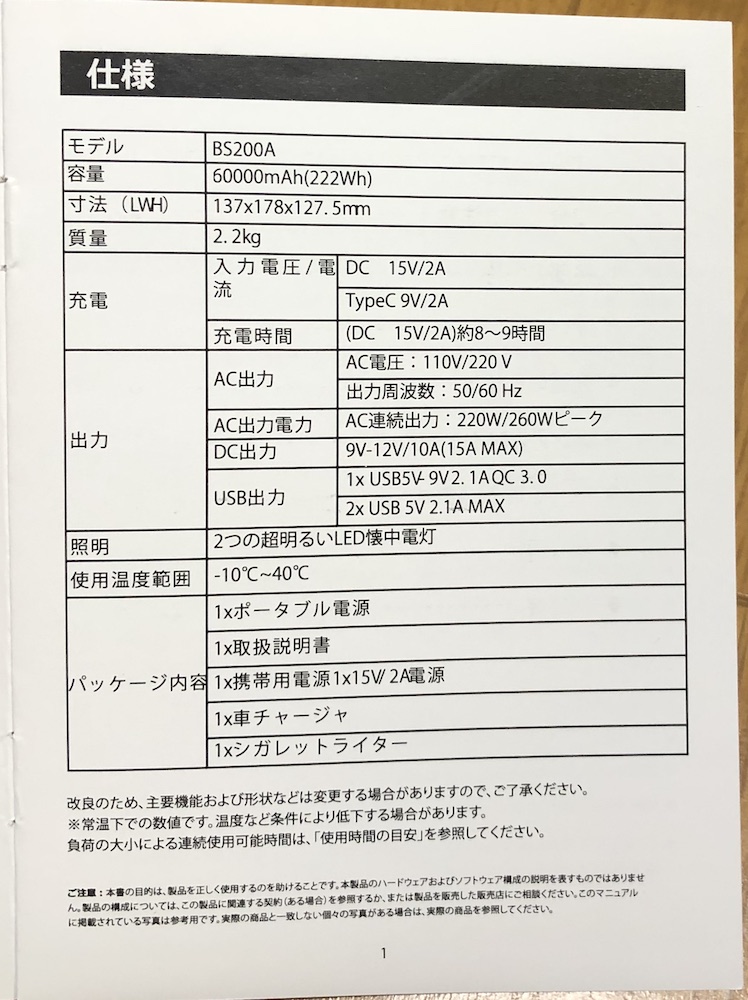 仕様
モデル BS200A
容量 60000mAh(222Wh)
寸法（LWH） 137x178x127.5mm
質量 2.2kg
充電 入力電圧/電流 DC 15V/2A
TypeC 9V/2A
充電時間 (DC 15V/2A)約8～9時間
出力 AC出力 AC電圧：110V/220 V
出力周波数：50/60 Hz
AC出力電力 AC連続出力：220W/260Wピーク
DC出力 9V-12V/10A(15A MAX)
USB出力 1x USB5V-9V2.1AQC 3.0
2x USB 5V 2.1A MAX
照明 2つの超明るいLED懐中電灯
使用温度範囲 -10℃~40℃
パッケージ内容 1xポータブル電源
1x取扱説明書
1x携帯用電源1x15V/2A電源
1x車チャージャ
1xシガレットライター
改良のため、主要機能および形状などは変更する場合がありますので、ご了承ください。
※常温下での数値です。温度など条件により低下する場合があります。
負荷の大小による連続使用可能時間は、「使用時間の目安」を参照してください。
ご注意：本書の目的は、製品を正しく使用するのを助けることです。本製品のハードウェアおよびソフトウェア構成の説明を表すものではありませ
ん。製品の構成については、この製品に関連する契約（ある場合）を参照するか、または製品を販売した販売店にご相談ください。このマニュアル
に掲載されている写真は参考用です。実際の商品と一致しない個々の写真がある場合は、実際の商品を参照してください。
1